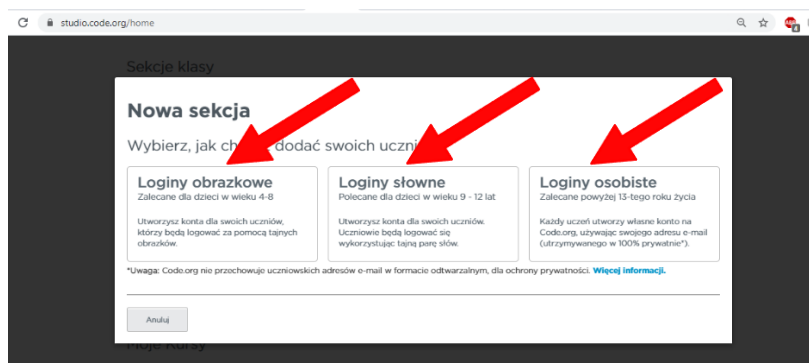 studio.code.org/home
Sekcje klasy
Nowa sekcja
Wybierz, jak dodać swoich
Loginy obrazkowe
Zalecane dla dzieci w wieku 4-8
Utworzysz konta dla swoich uczniów,
którzy będą logować za pomocą tajnych
obrazków.
Loginy słowne
Polecane dla dzieci w wieku 9 - 12 lat
Utworzysz konta dla swoich uczniów.
Uczniowie będą logować się
wykorzystując tajną parę słów.
Loginy osobiste
Zalecane powyżej 13-tego roku życia
Każdy uczeń utworzy własne konto na
Code.org, używając swojego adresu e-mail
(utrzymywanego w 100% prywatnie*).
*Uwaga: Code.org nie przechowuje uczniowskich adresów e-mail w formacie odtwarzalnym, dla ochrony prywatności. Więcej informacji.
Anuluj
Moje Kursy